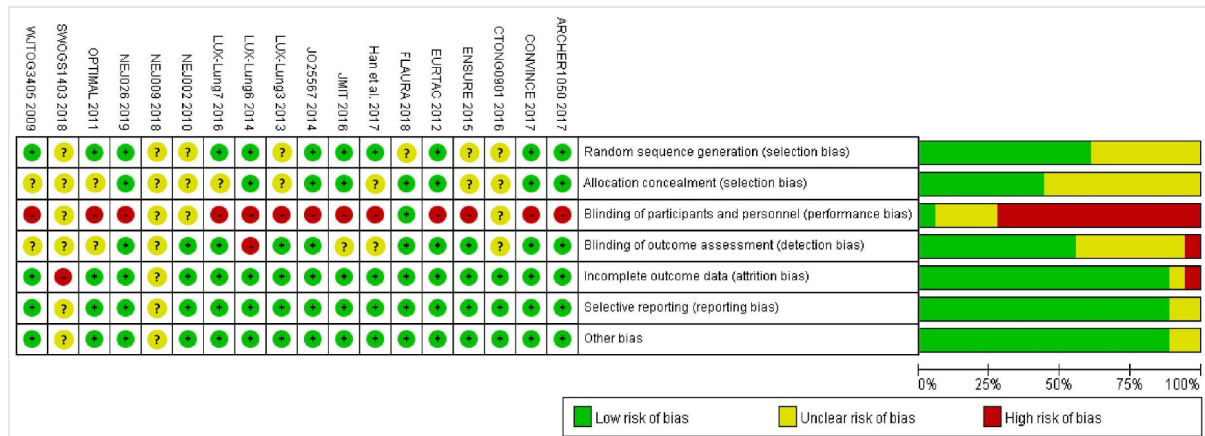 WJTOG3405 2009
SWOGS1403 2018
OPTIMAL 2011
NEJ026 2019
NEJ009 2018
NEJ002 2010
LUX-Lung7 2016
LUX-Lung6 2014
LUX-Lung3 2013
JO25567 2014
JMIT 2016
Han et al. 2017
FLAURA 2018
EURTAC 2012
ENSURE 2015
CTONG0901 2016
CONVINCE 2017
ARCHER1050 2017
+ ? + + ? ? + + ? + + + ? + ? ? + + Random sequence generation (selection bias)
? ? ? + ? ? ? + ? + + ? + + ? ? + + Allocation concealment (selection bias)
- ? - - ? ? - - - - - - + - - ? - - Blinding of participants and personnel (performance bias)
? ? ? + ? + + - + + ? ? + + + ? + + Blinding of outcome assessment (detection bias)
+ - + + ? + + + + + + + + + + + + + Incomplete outcome data (attrition bias)
+ ? + + ? + + + + + + + + + + + + + Selective reporting (reporting bias)
+ ? + + ? + + + + + + + + + + + + + Other bias
0% 25% 50% 75% 100%
Low risk of bias Unclear risk of bias High risk of bias